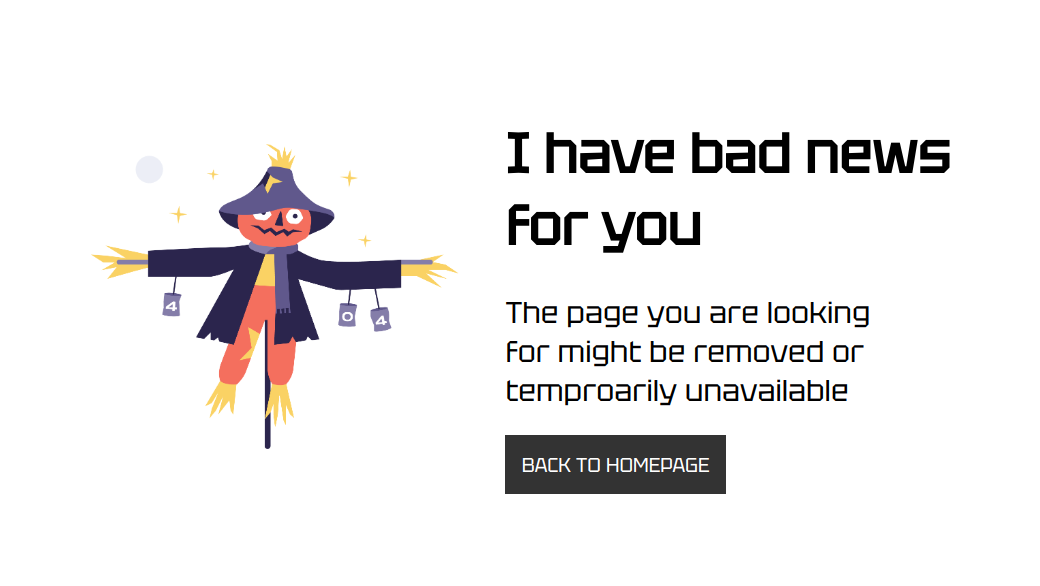 I have bad news
for you
The page you are looking
for might be removed or
temproarily unavailable
BACK TO HOMEPAGE
4
0
4